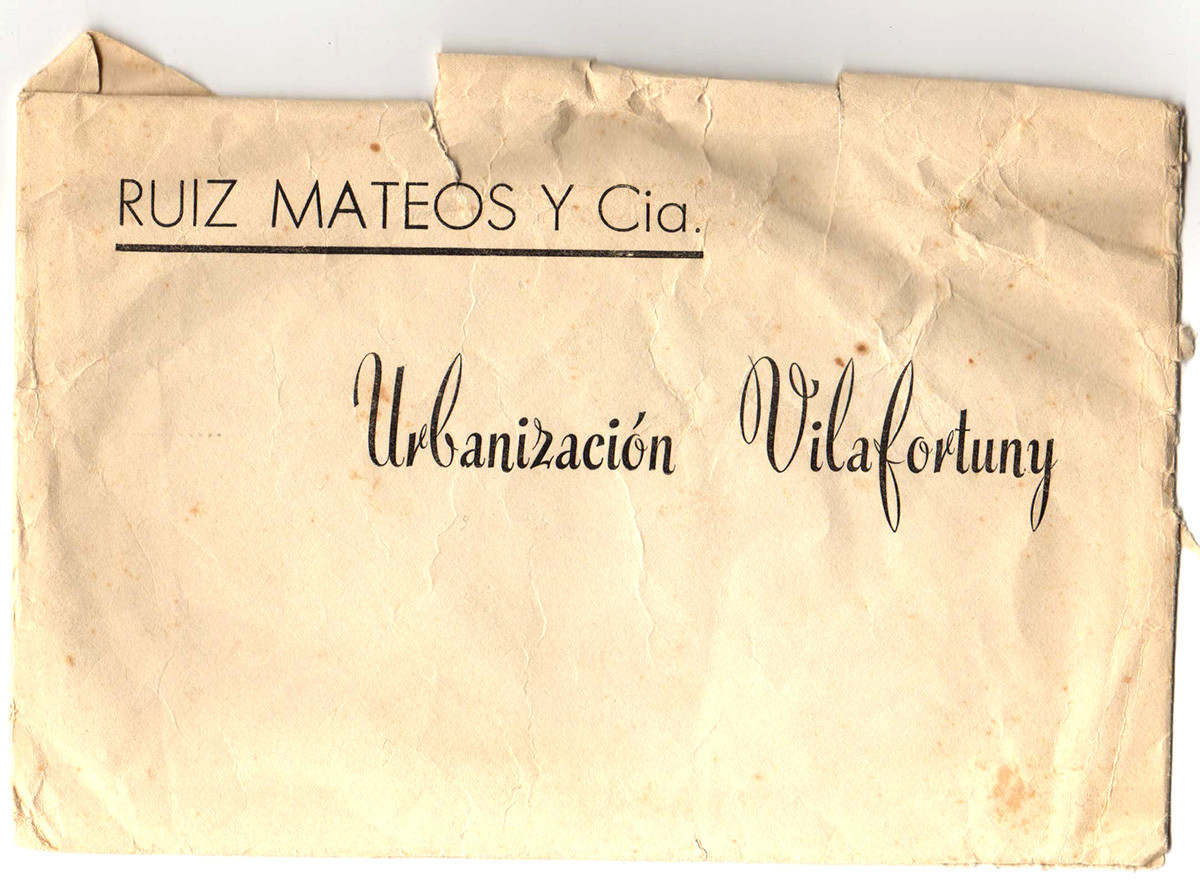 RUIZ MATEOS Y Cia.
Urbanización Vilafortuny